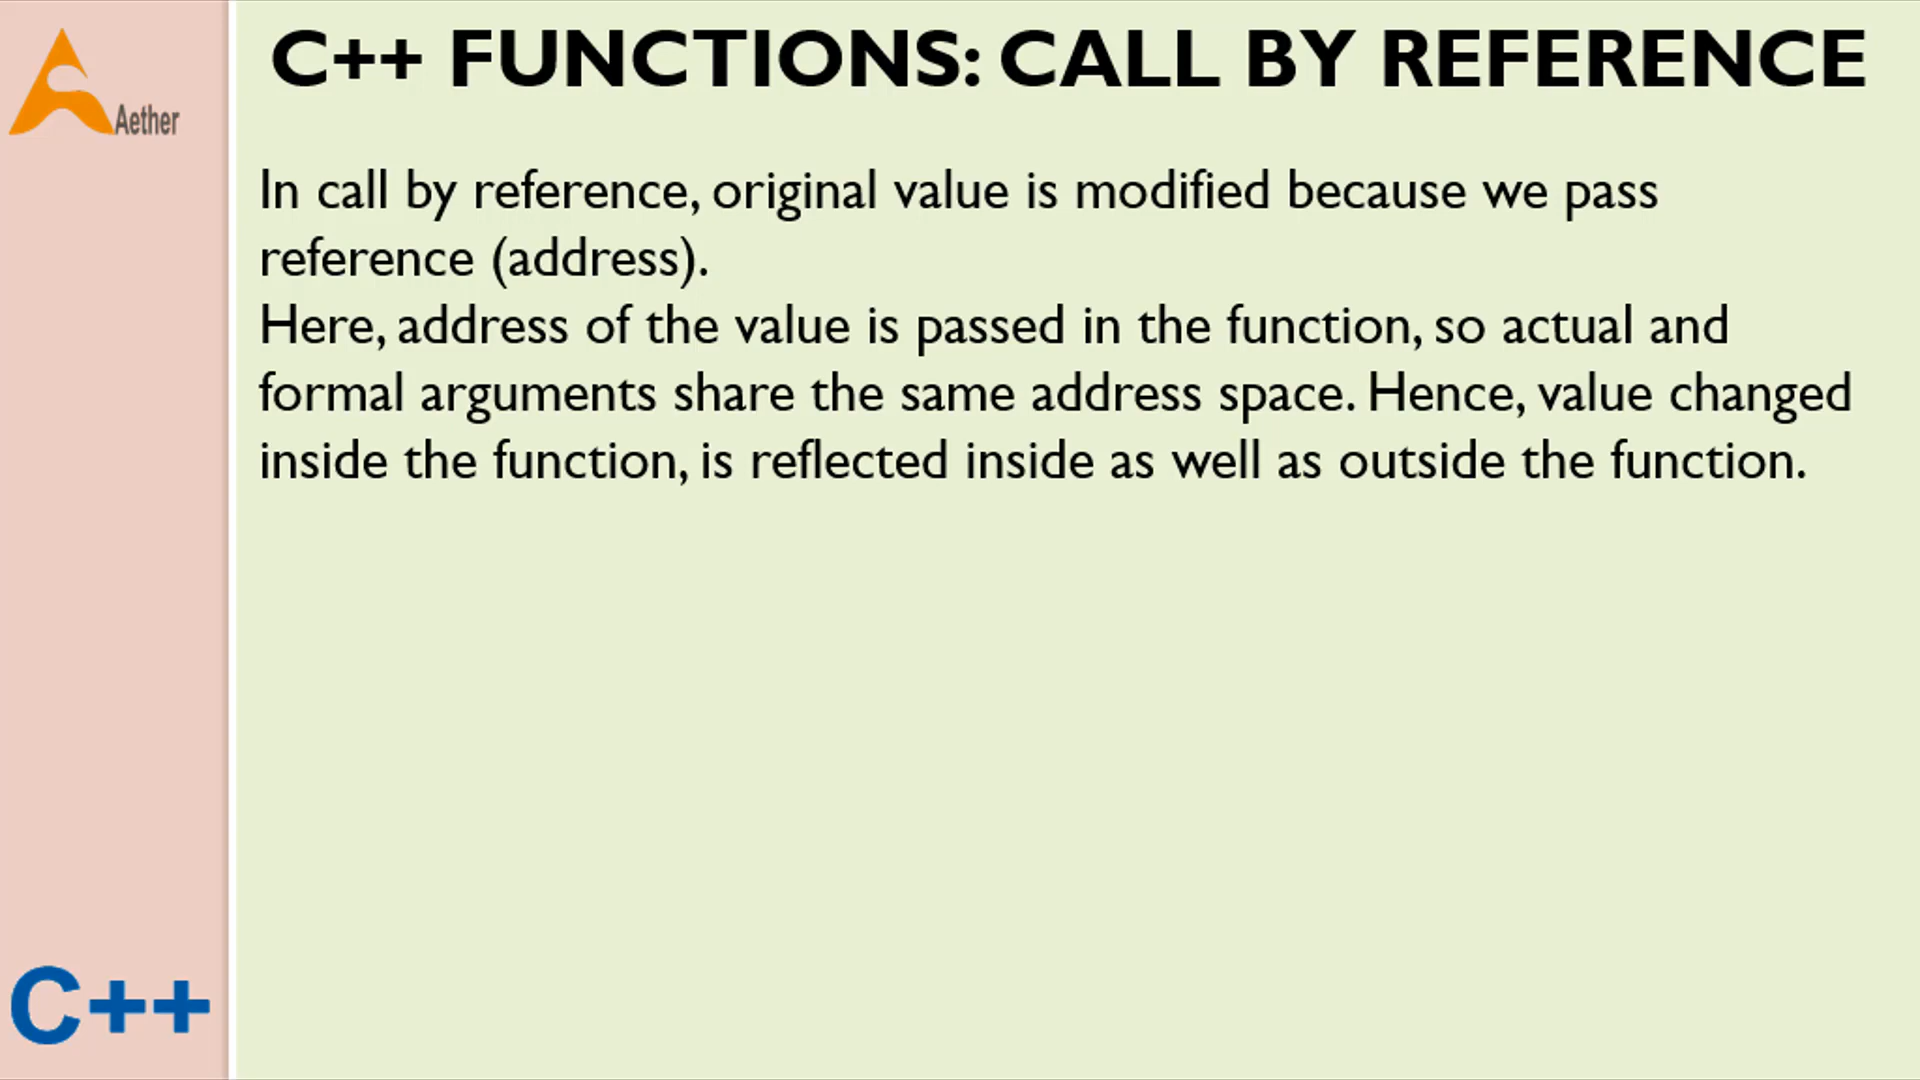 C++ FUNCTIONS: CALL BY REFERENCE
Aether
In call by reference, original value is modified because we pass
reference (address).
Here, address of the value is passed in the function, so actual and
formal arguments share the same address space. Hence, value changed
inside the function, is reflected inside as well as outside the function.
C++